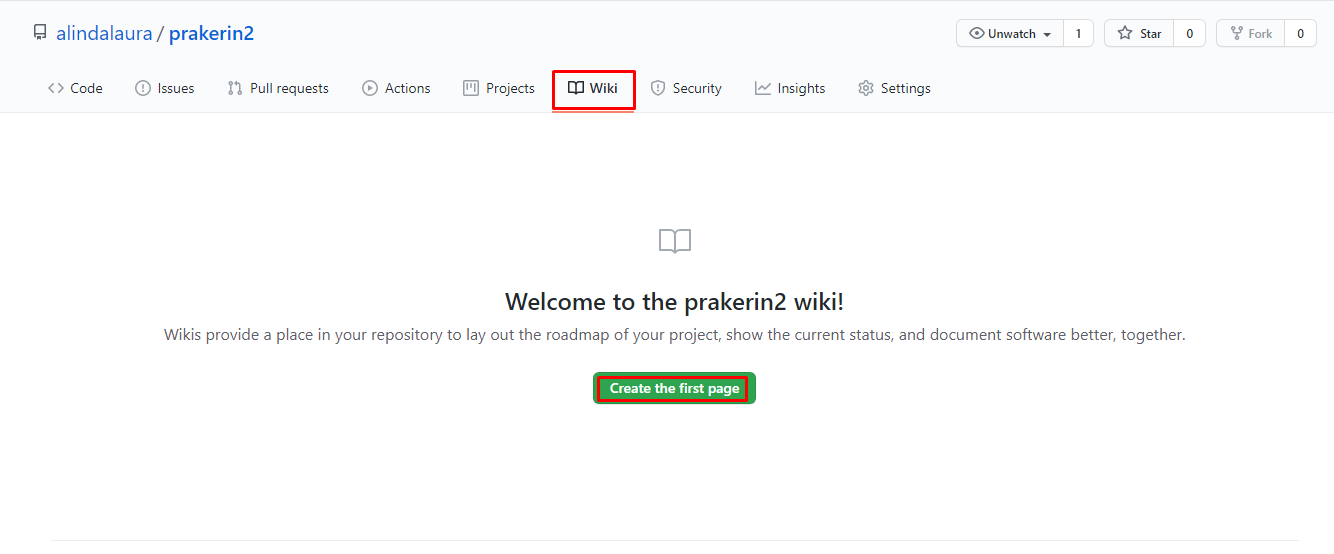 alindalaura / prakerin2
Unwatch 1 Star 0 Fork 0
Code Issues Pull requests Actions Projects Wiki Security Insights Settings
Welcome to the prakerin2 wiki!
Wikis provide a place in your repository to lay out the roadmap of your project, show the current status, and document software better, together.
Create the first page